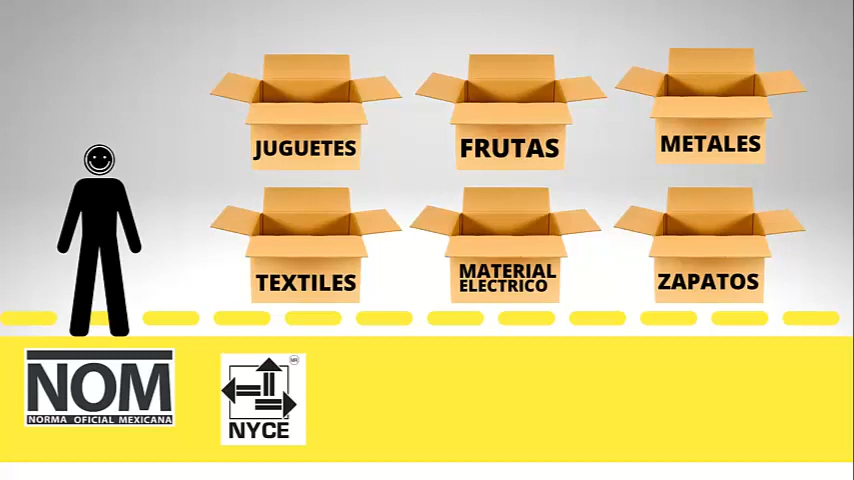 JUGUETES
FRUTAS
METALES
TEXTILES
MATERIAL
ELECTRICO
ZAPATOS
NOM
NORMA OFICIAL MEXICANA
NYCE